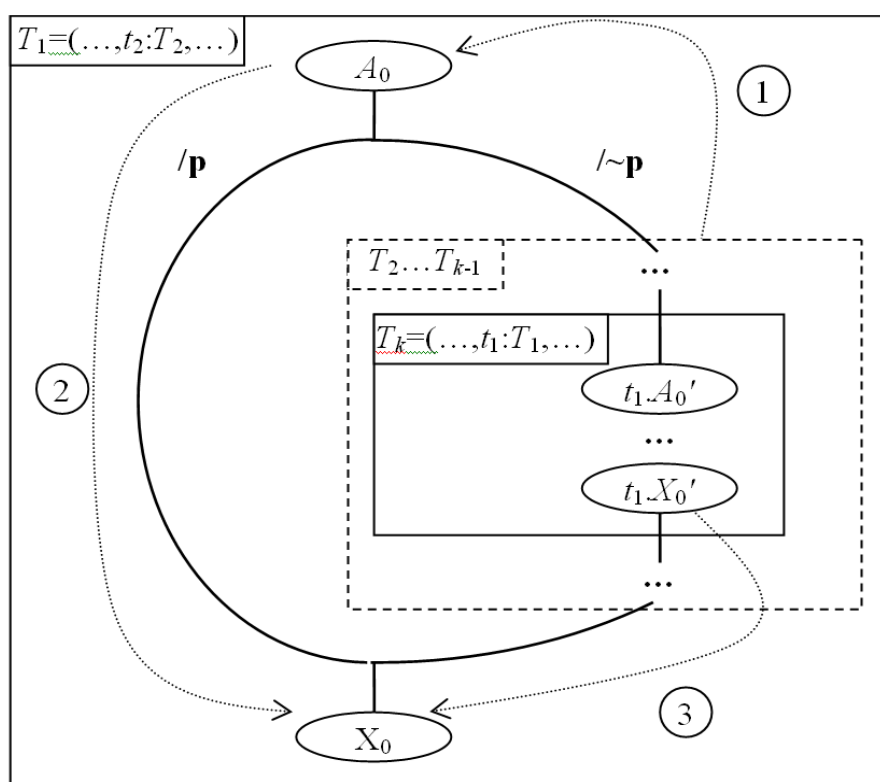 T₁=(…,t₂:T₂,…)
A₀
1
/p
/~p
T₂…Tₖ₋₁
...
Tₖ=(…,t₁:T₁,…)
t₁.A₀′
2
...
t₁.X₀′
...
3
X₀